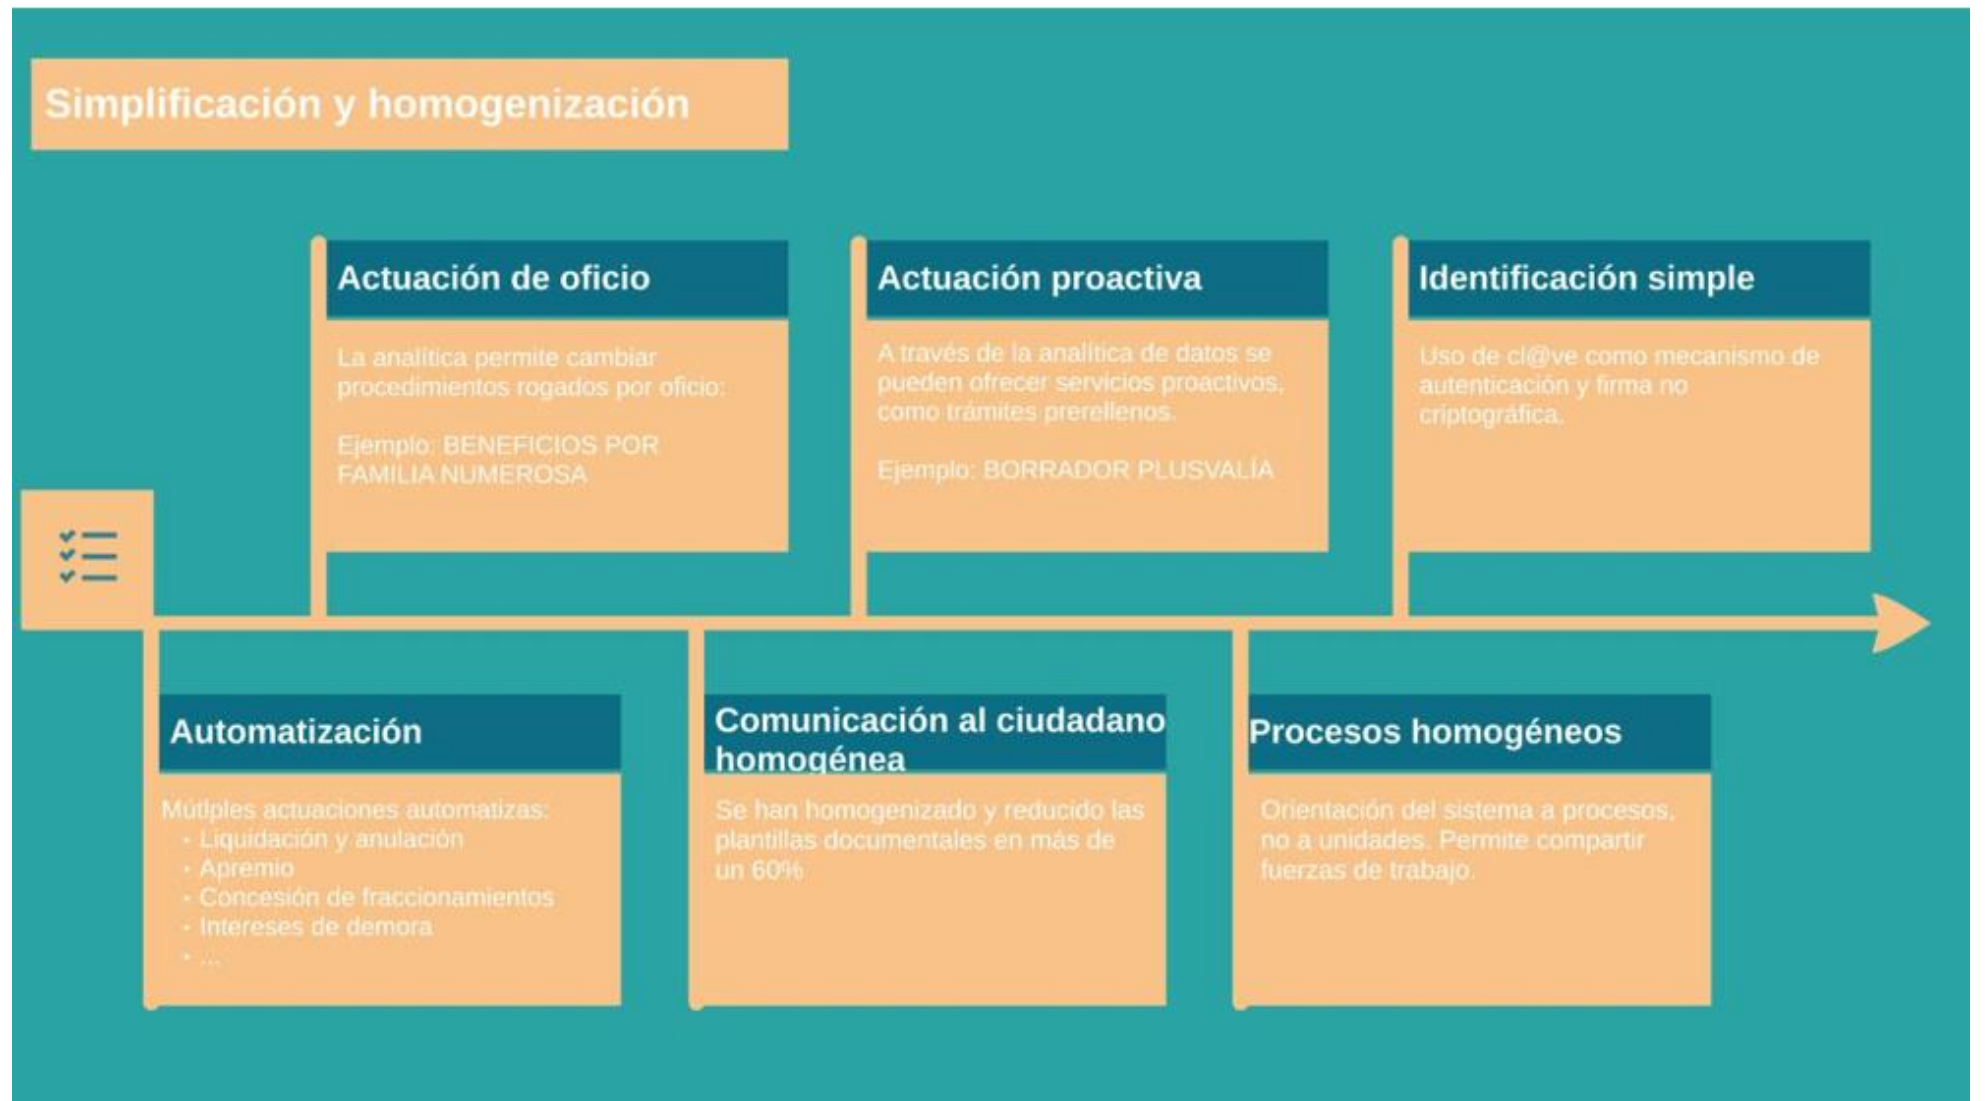 Simplificación y homogenización
Actuación de oficio
La analítica permite cambiar
procedimientos rogados por oficio:
Ejemplo: BENEFICIOS POR
FAMILIA NUMEROSA
Actuación proactiva
A través de la analítica de datos se
pueden ofrecer servicios proactivos,
como trámites prerellenos.
Ejemplo: BORRADOR PLUSVALÍA
Identificación simple
Uso de cl@ve como mecanismo de
autenticación y firma no
criptográfica.
Automatización
Mútlples actuaciones automatizas:
• Liquidación y anulación
• Apremio
• Concesión de fraccionamientos
• Intereses de demora
• ...
Comunicación al ciudadano
homogénea
Se han homogenizado y reducido las
plantillas documentales en más de
un 60%
Procesos homogéneos
Orientación del sistema a procesos,
no a unidades. Permite compartir
fuerzas de trabajo.